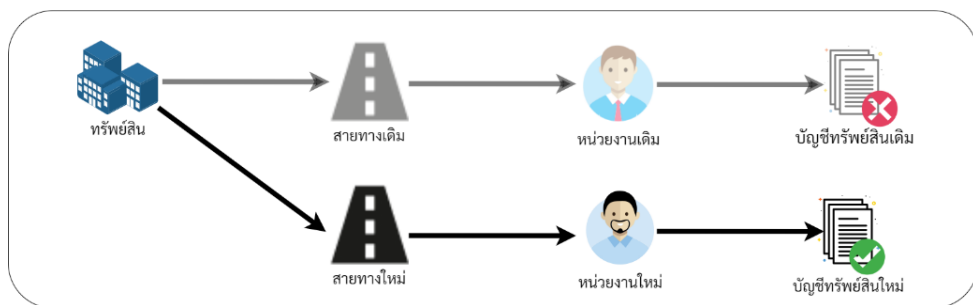 ทรัพย์สิน
สายทางเดิม
หน่วยงานเดิม
บัญชีทรัพย์สินเดิม
สายทางใหม่
หน่วยงานใหม่
บัญชีทรัพย์สินใหม่